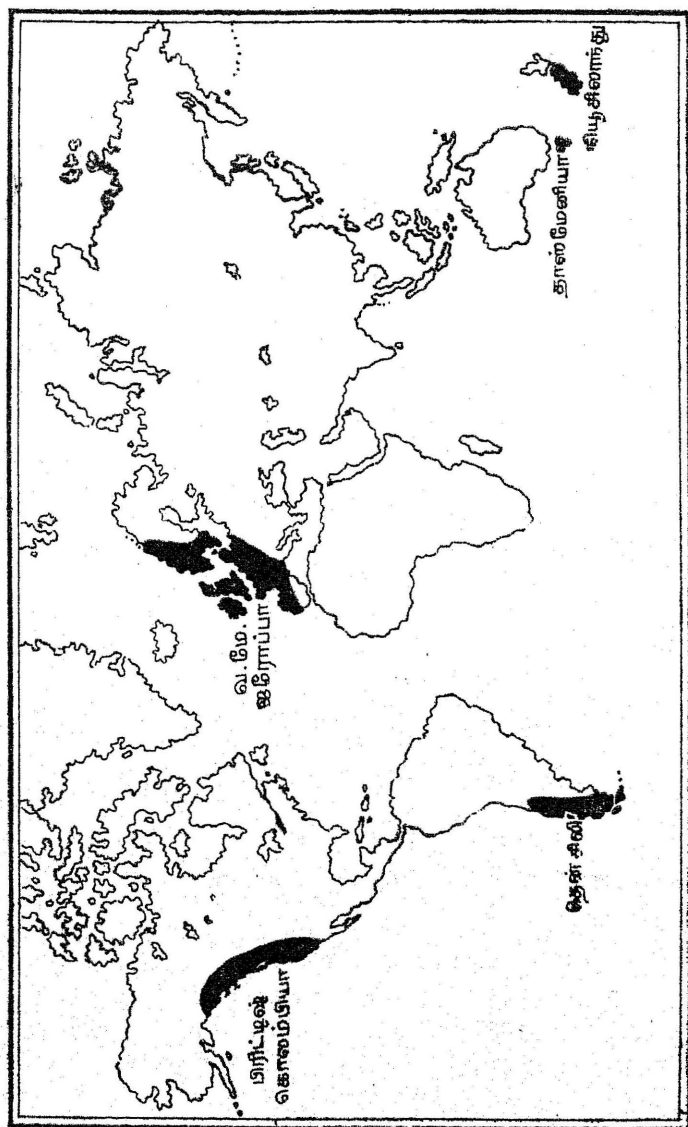 பிரிட்டிஷ்
கொலம்பியா
வ.மே.
ஐரோப்பா
தென் சிலி
தாஸ்மேனியா
நியூசிலாந்து